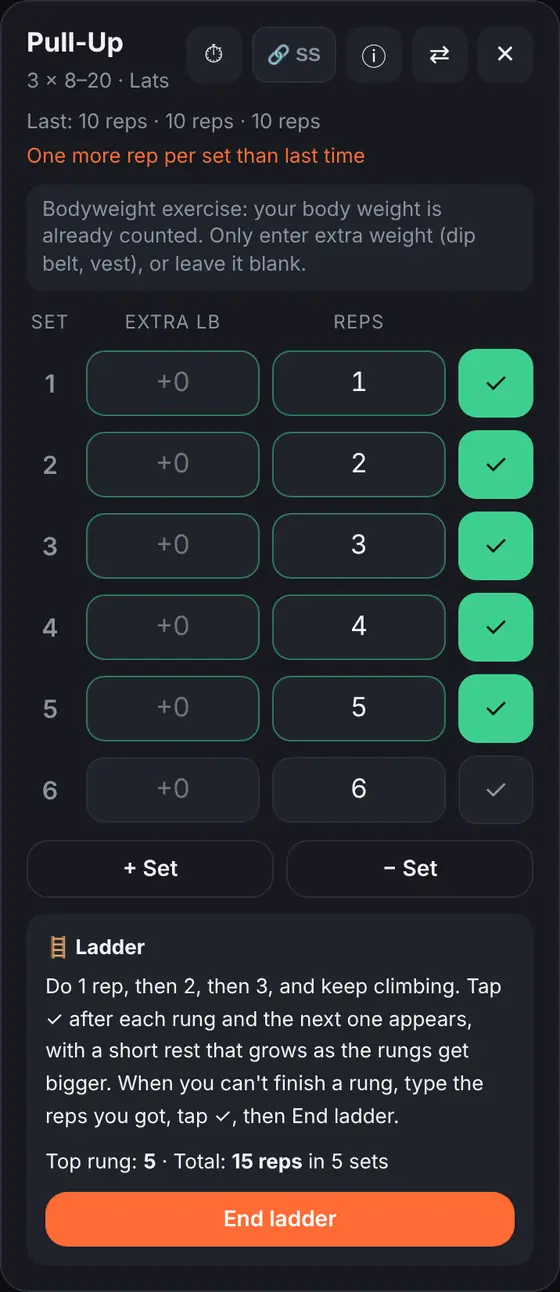 Pull-Up
SS
3 × 8–20 · Lats
Last: 10 reps · 10 reps · 10 reps
One more rep per set than last time
Bodyweight exercise: your body weight is
already counted. Only enter extra weight (dip
belt, vest), or leave it blank.
SET EXTRA LB REPS
1 +0 1 ✓
2 +0 2 ✓
3 +0 3 ✓
4 +0 4 ✓
5 +0 5 ✓
6 +0 6 ✓
+ Set − Set
Ladder
Do 1 rep, then 2, then 3, and keep climbing. Tap
✓ after each rung and the next one appears,
with a short rest that grows as the rungs get
bigger. When you can't finish a rung, type the
reps you got, tap ✓, then End ladder.
Top rung: 5 · Total: 15 reps in 5 sets
End ladder